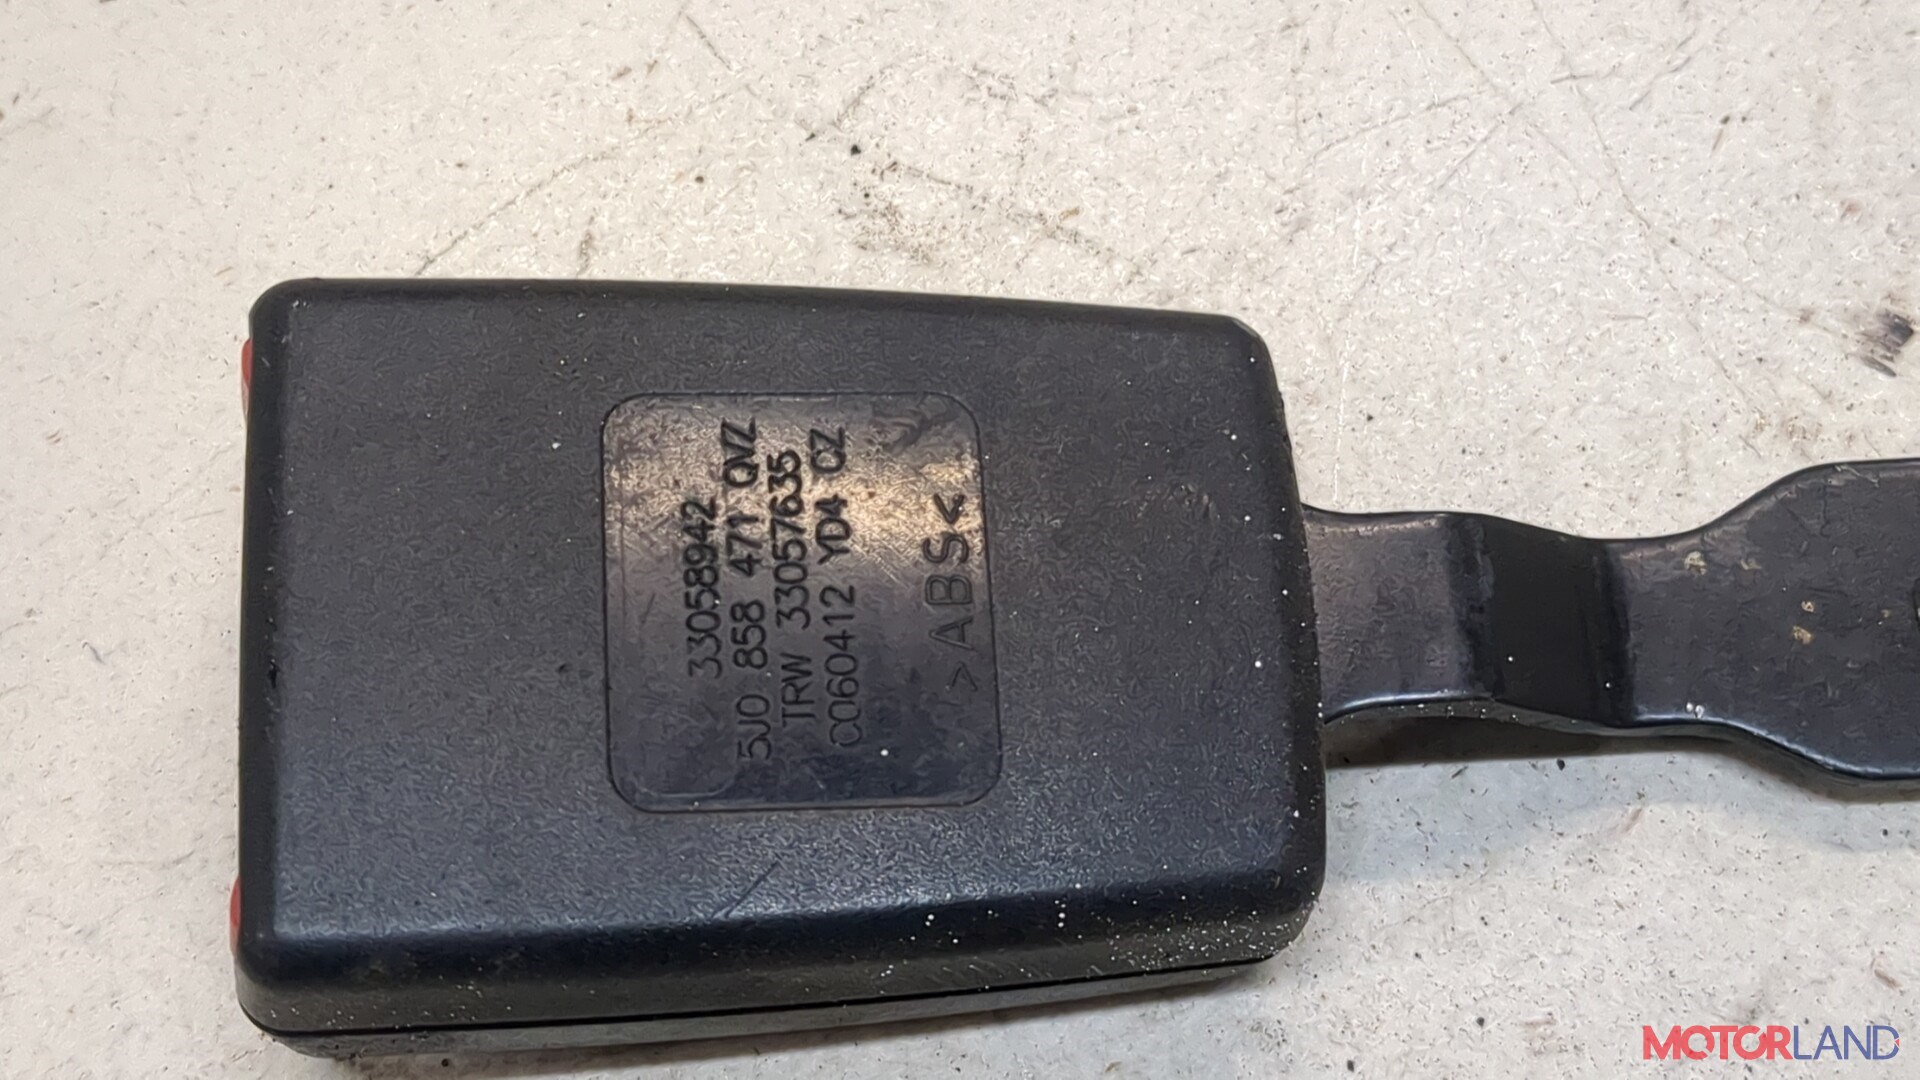 33058942
5J0 858 471 QVZ
TRW 33057635
C060412 YD4 CZ
>ABS<
MOTORLAND